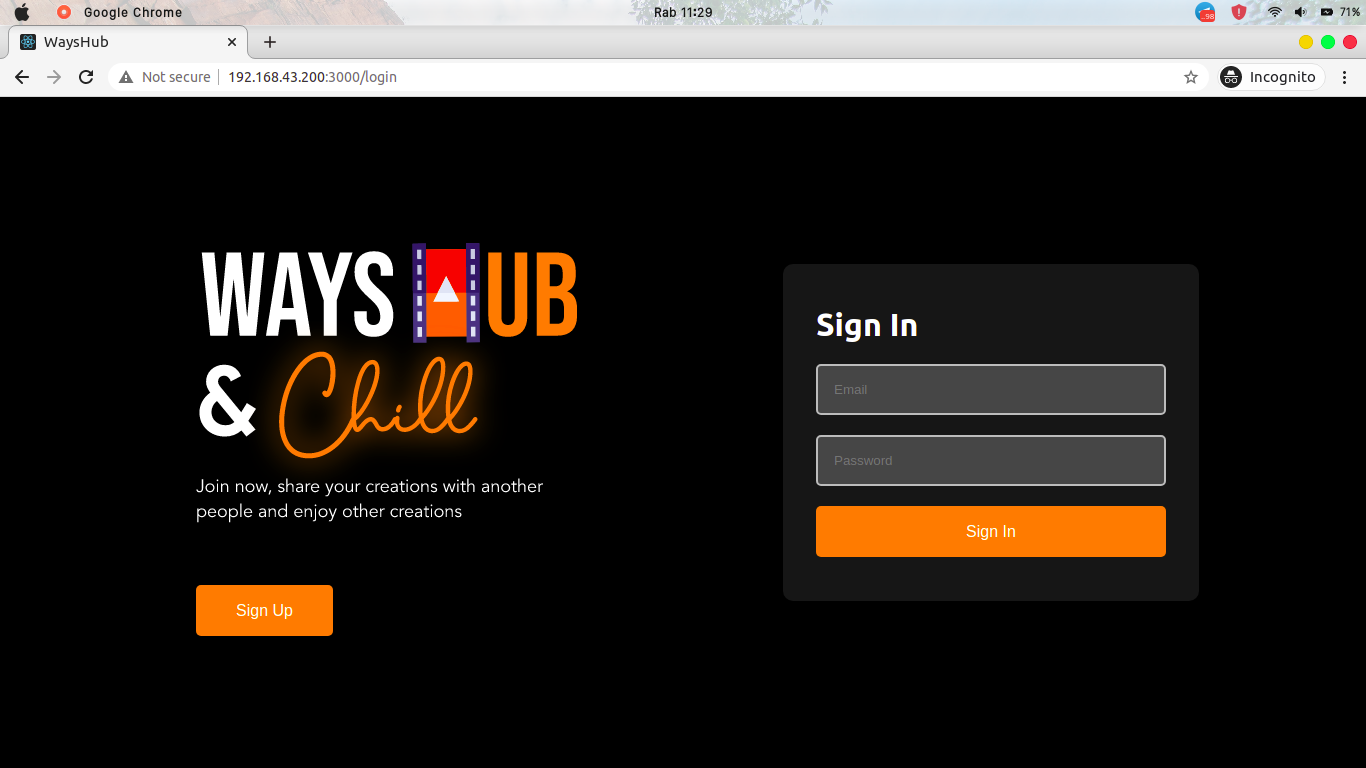 Google Chrome
Rab 11:29
98
71%
WaysHub
Not secure
192.168.43.200:3000/login
Incognito
WAYS UB
& Chill
Join now, share your creations with another
people and enjoy other creations
Sign Up
Sign In
Email
Password
Sign In